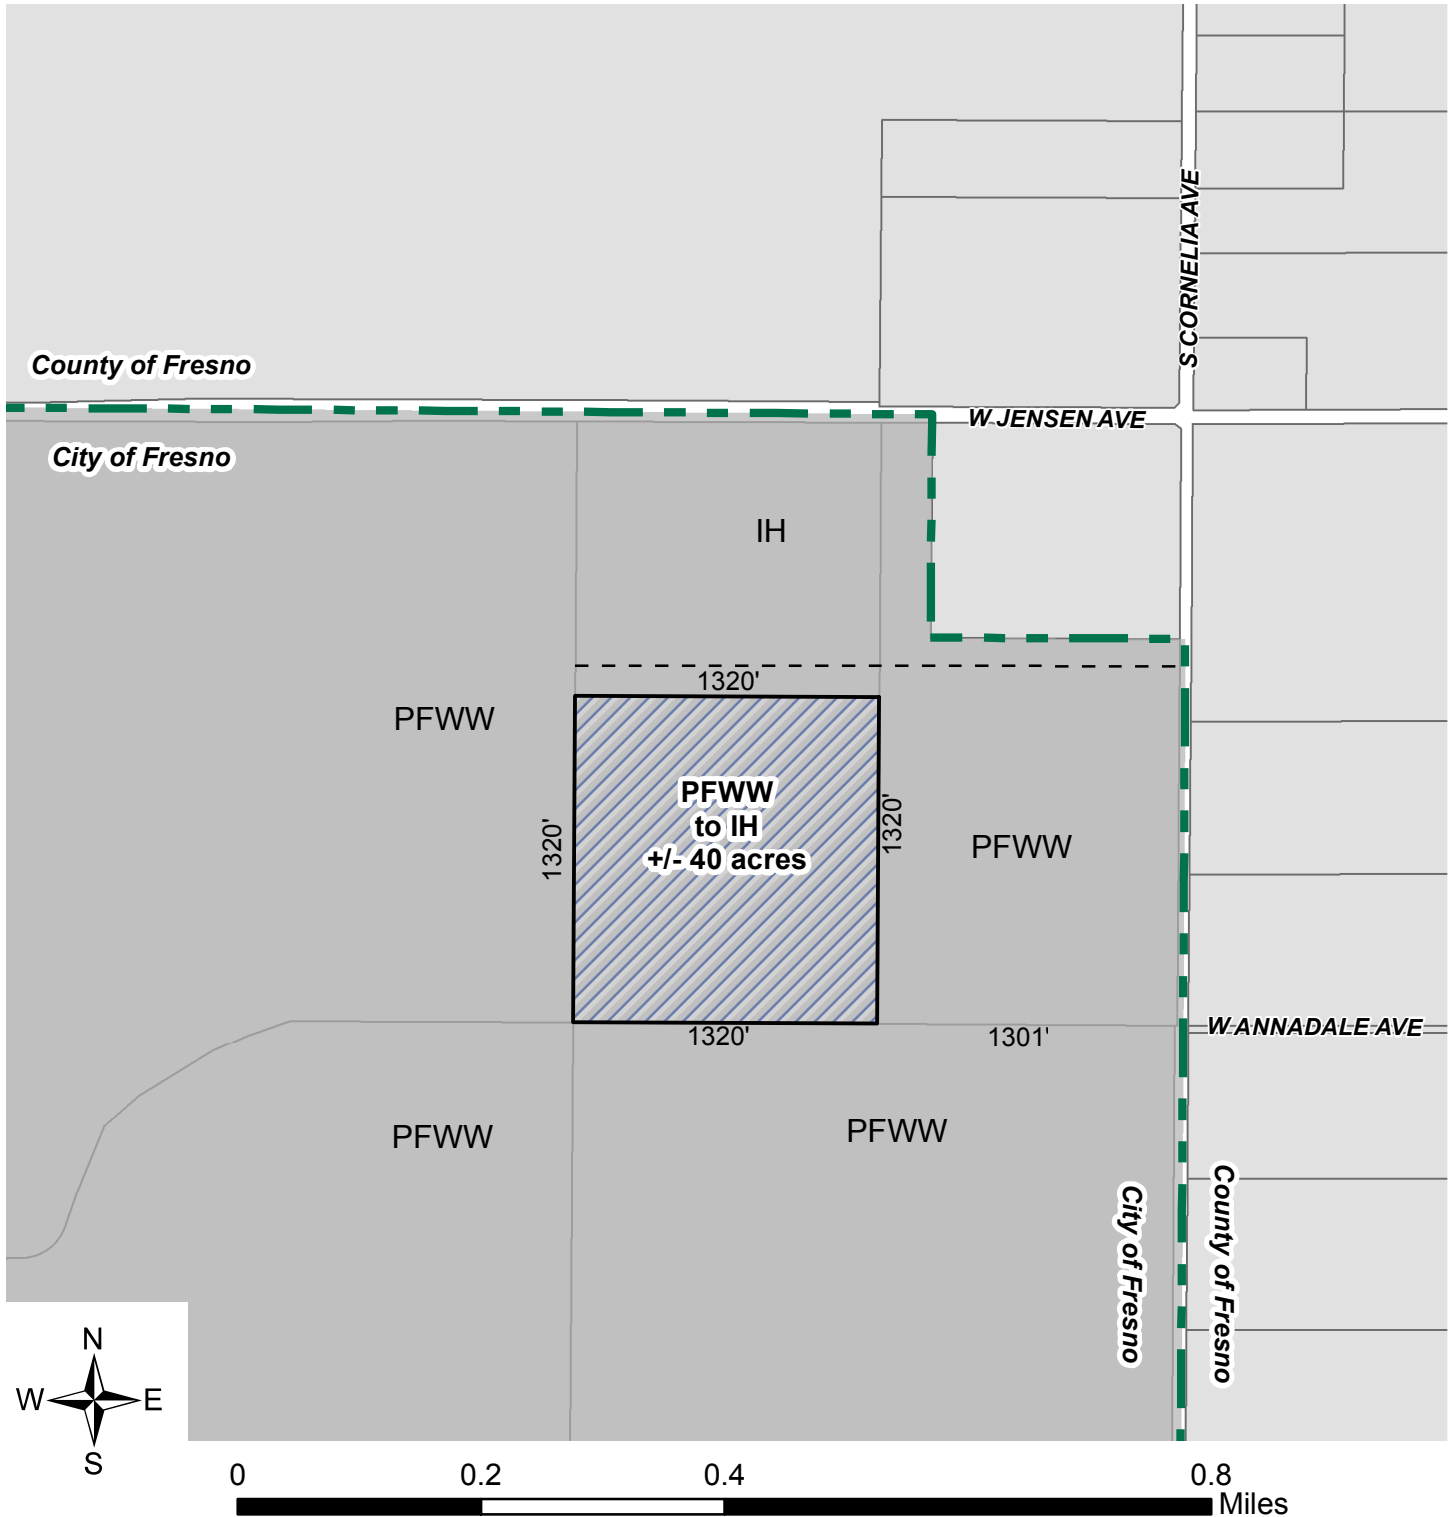 S CORNELIA AVE
County of Fresno
W JENSEN AVE
City of Fresno
IH
1320'
PFWW
PFWW
to IH
+/- 40 acres
1320'
1320'
PFWW
1320'
1301'
W ANNADALE AVE
PFWW
PFWW
City of Fresno
County of Fresno
N
W E
S
0 0.2 0.4 0.8
Miles